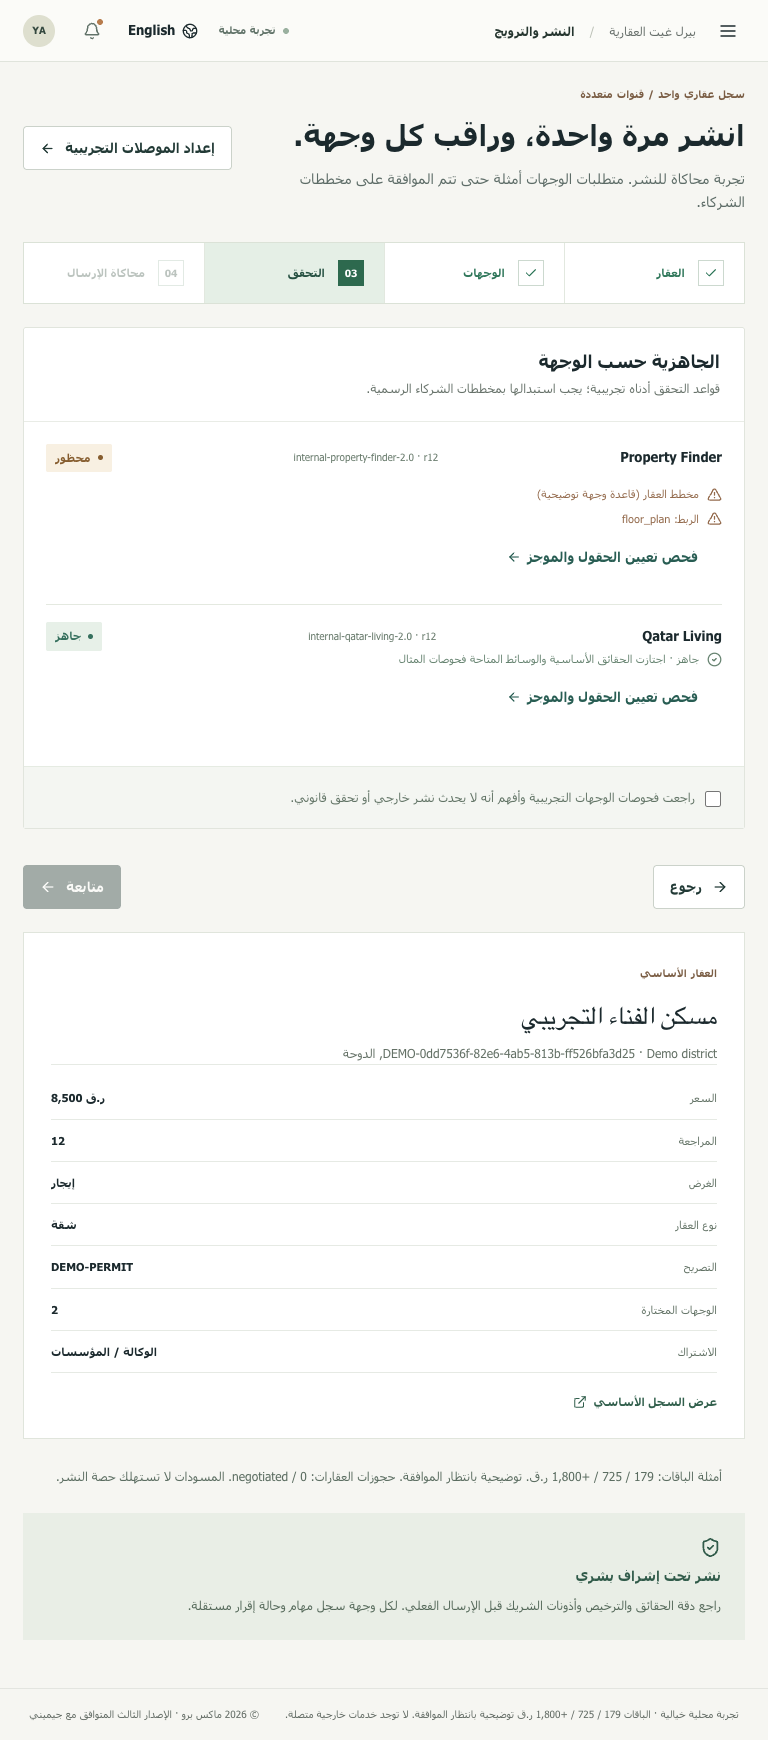 بيرل غيت العقارية / النشر والترويج
تجربة محلية
English
YA
سجل عقاري واحد / قنوات متعددة
انشر مرة واحدة، وراقب كل وجهة.
تجربة محاكاة للنشر. متطلبات الوجهات أمثلة حتى تتم الموافقة على مخططات
الشركاء.
إعداد الموصلات التجريبية
العقار
الوجهات
03 التحقق
04 محاكاة الإرسال
الجاهزية حسب الوجهة
قواعد التحقق أدناه تجريبية؛ يجب استبدالها بمخططات الشركاء الرسمية.
Property Finder
internal-property-finder-2.0 · r12
محظور
مخطط العقار (قاعدة وجهة توضيحية)
الربط: floor_plan
فحص تعيين الحقول والموجز
Qatar Living
internal-qatar-living-2.0 · r12
جاهز
جاهز · اجتازت الحقائق الأساسية والوسائط المتاحة فحوصات المثال
فحص تعيين الحقول والموجز
راجعت فحوصات الوجهات التجريبية وأفهم أنه لا يحدث نشر خارجي أو تحقق قانوني.
رجوع
متابعة
العقار الأساسي
مسكن الفناء التجريبي
DEMO-0dd7536f-82e6-4ab5-813b-ff526bfa3d25 · Demo district, الدوحة
السعر
8,500 ر.ق
المراجعة
12
الغرض
إيجار
نوع العقار
شقة
التصريح
DEMO-PERMIT
الوجهات المختارة
2
الاشتراك
الوكالة / المؤسسات
عرض السجل الأساسي
أمثلة الباقات: 179 / 725 / +1,800 ر.ق. توضيحية بانتظار الموافقة. حجوزات العقارات: 0 / negotiated. المسودات لا تستهلك حصة النشر.
نشر تحت إشراف بشري
راجع دقة الحقائق والترخيص وأذونات الشريك قبل الإرسال الفعلي. لكل وجهة سجل مهام وحالة إقرار مستقلة.
تجربة محلية خيالية · الباقات 179 / 725 / +1,800 ر.ق توضيحية بانتظار الموافقة. لا توجد خدمات خارجية متصلة.
© 2026 ماكس برو · الإصدار الثالث المتوافق مع جيميني